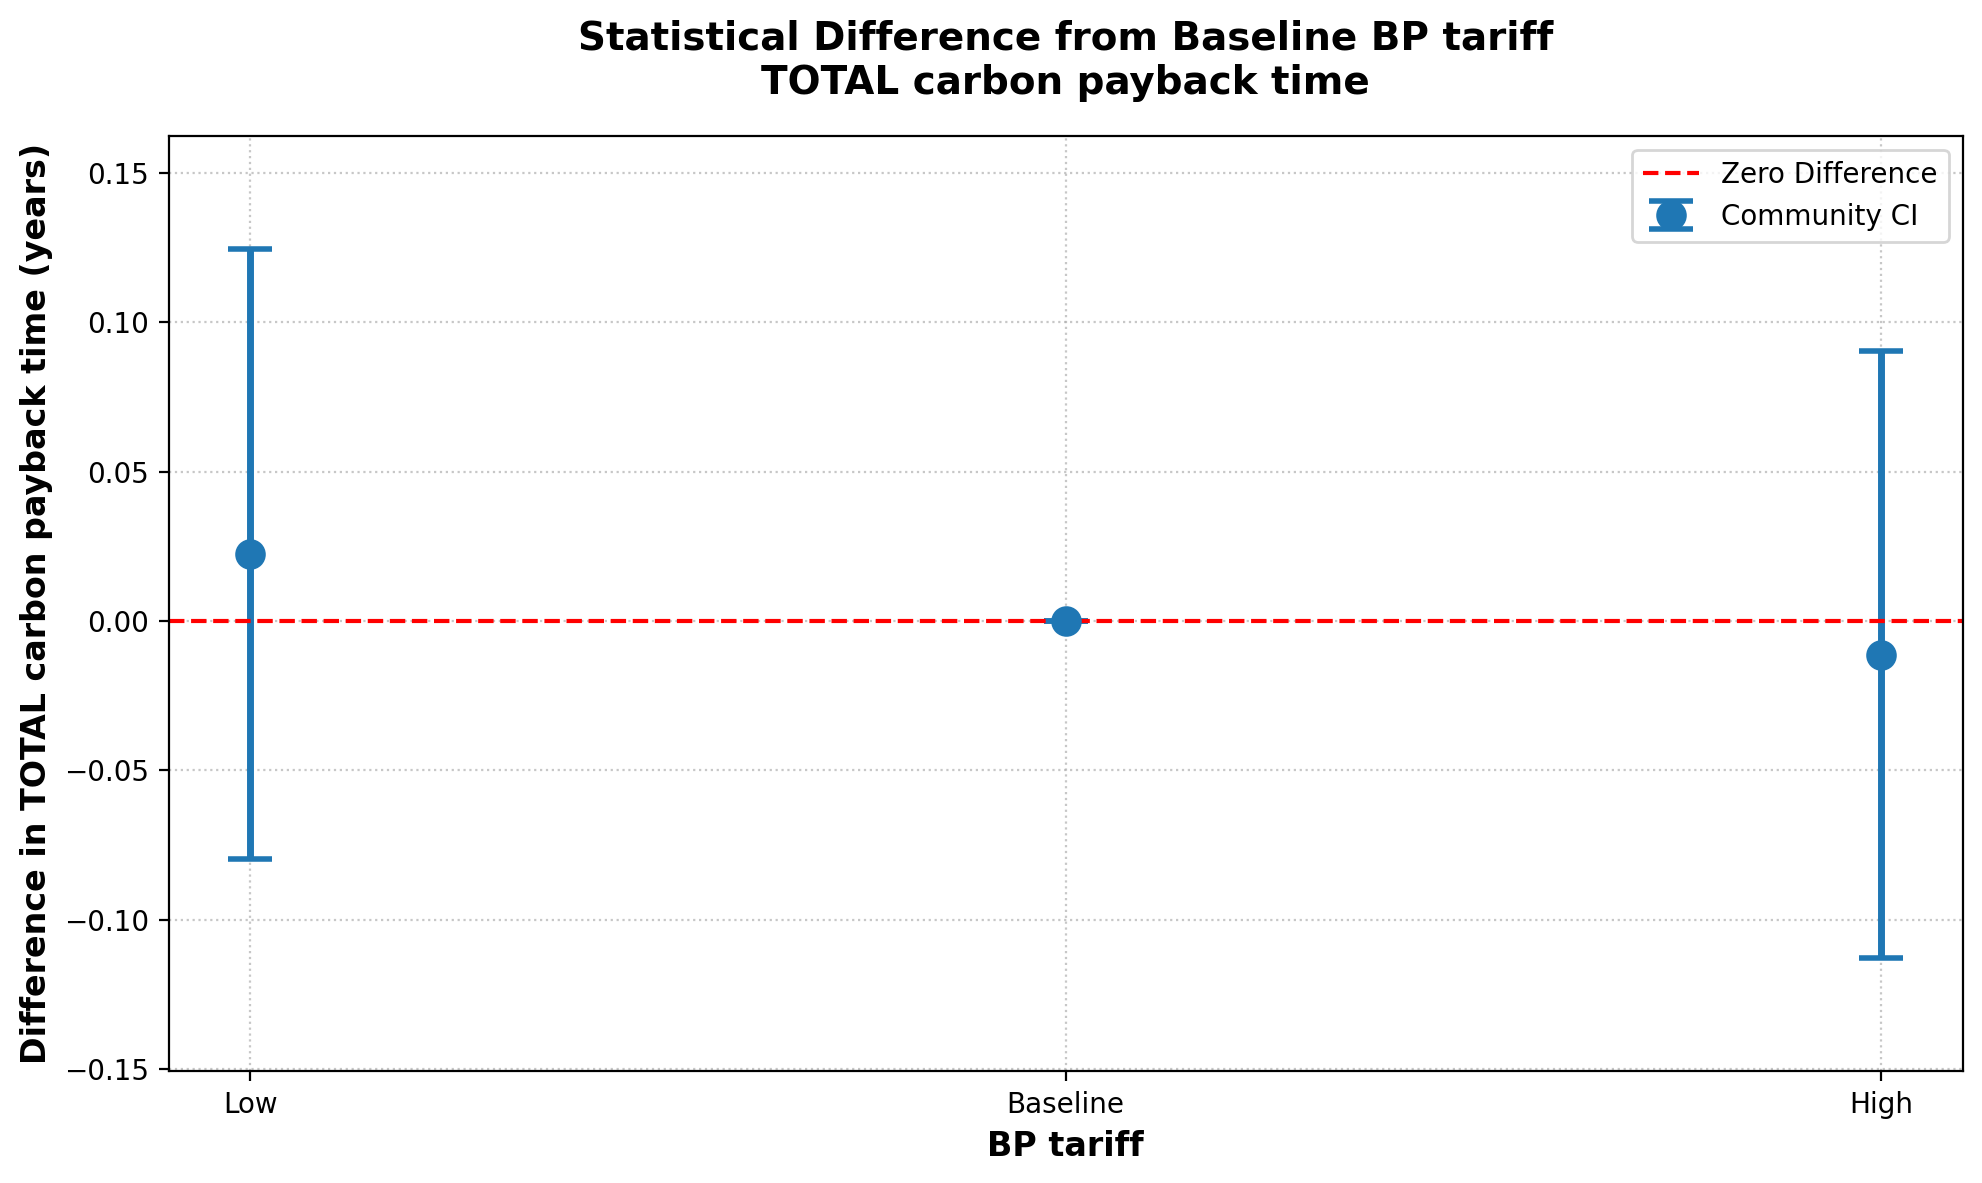 Statistical Difference from Baseline BP tariff
TOTAL carbon payback time
Difference in TOTAL carbon payback time (years)
0.15
0.10
0.05
0.00
−0.05
−0.10
−0.15
Zero Difference
Community CI
Low
Baseline
High
BP tariff